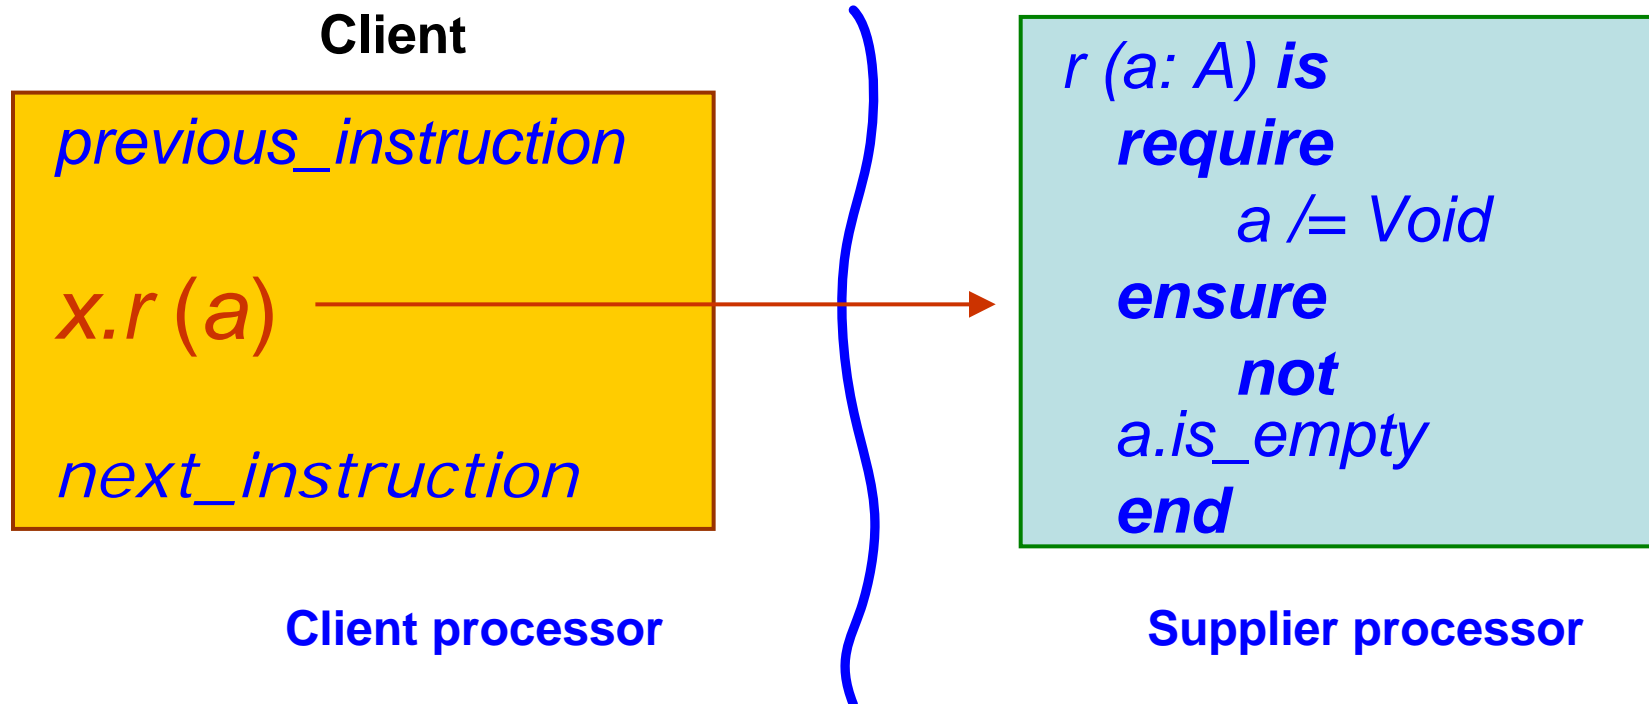 Client
previous_instruction
x.r (a)
next_instruction
Client processor
r (a: A) is
require
a /= Void
ensure
not
a.is_empty
end
Supplier processor